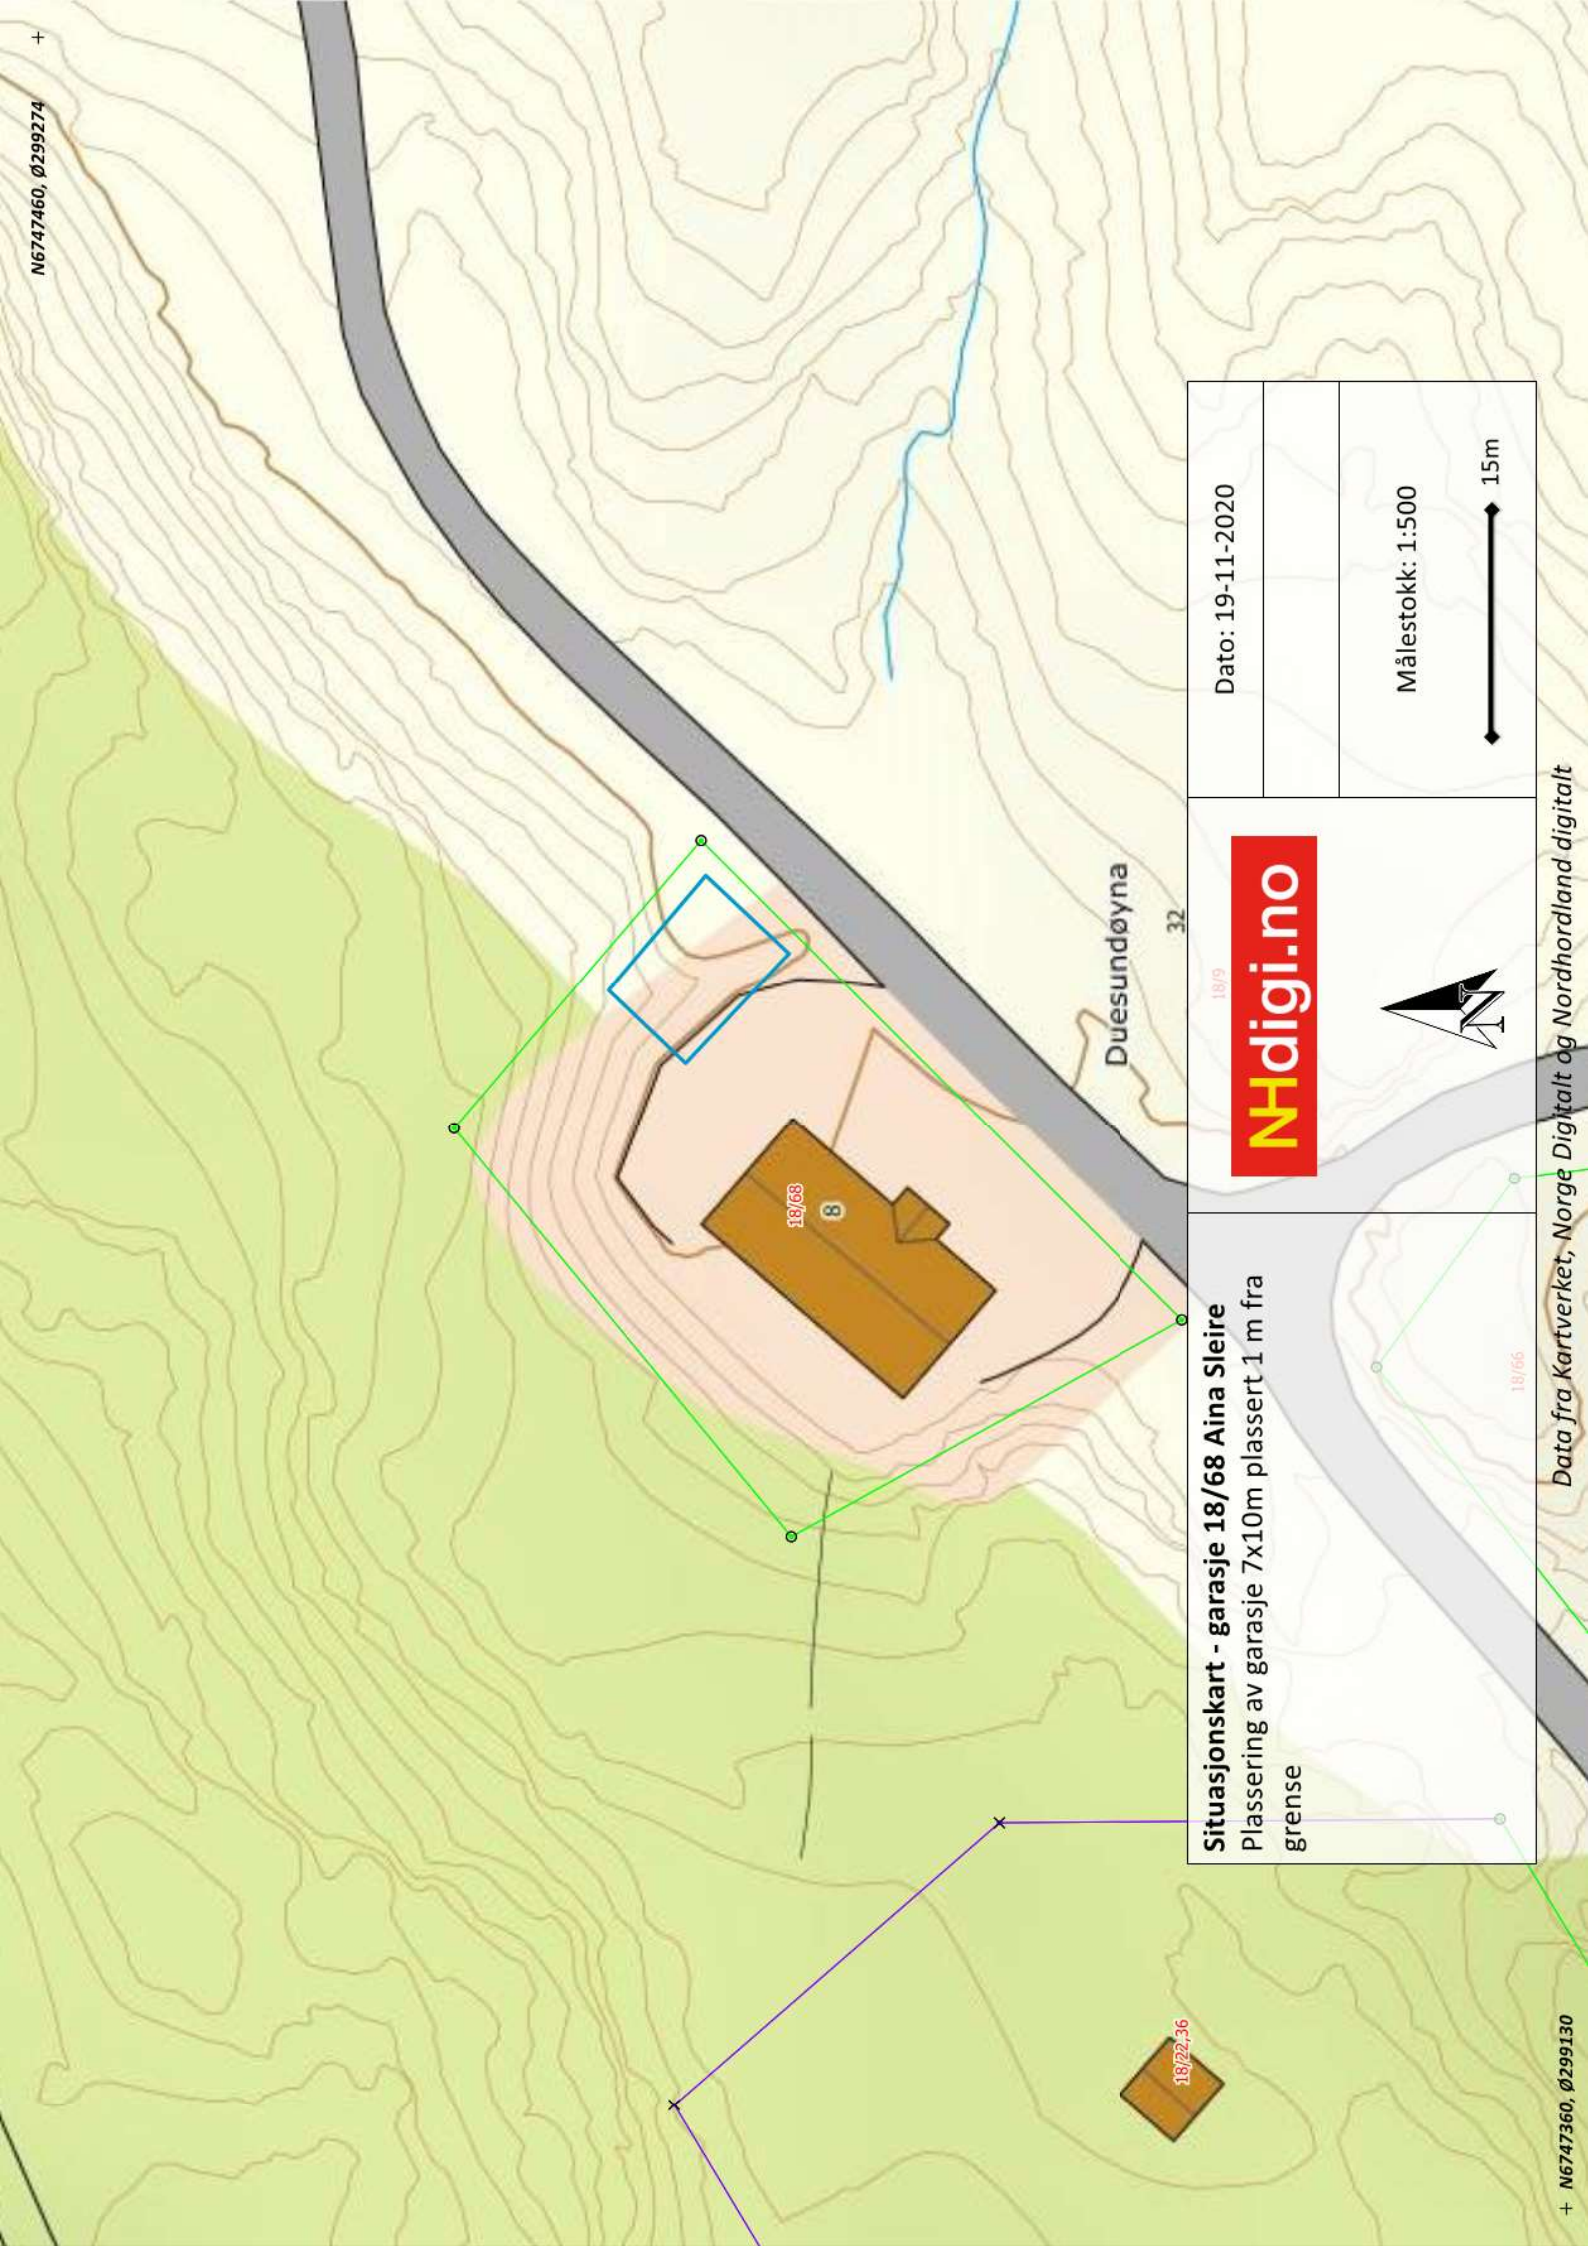 N6747460, Ø299274
18/68
8
Duesundøyna
32
18/9
Situasjonskart - garasje 18/68 Aina Sleire
Plassering av garasje 7x10m plassert 1 m fra
grense
NHdigi.no
N
Dato: 19-11-2020
Målestokk: 1:500
15m
18/66
18/22,36
N6747360, Ø299130
Data fra Kartverket, Norge Digitalt og Nordhordland digitalt